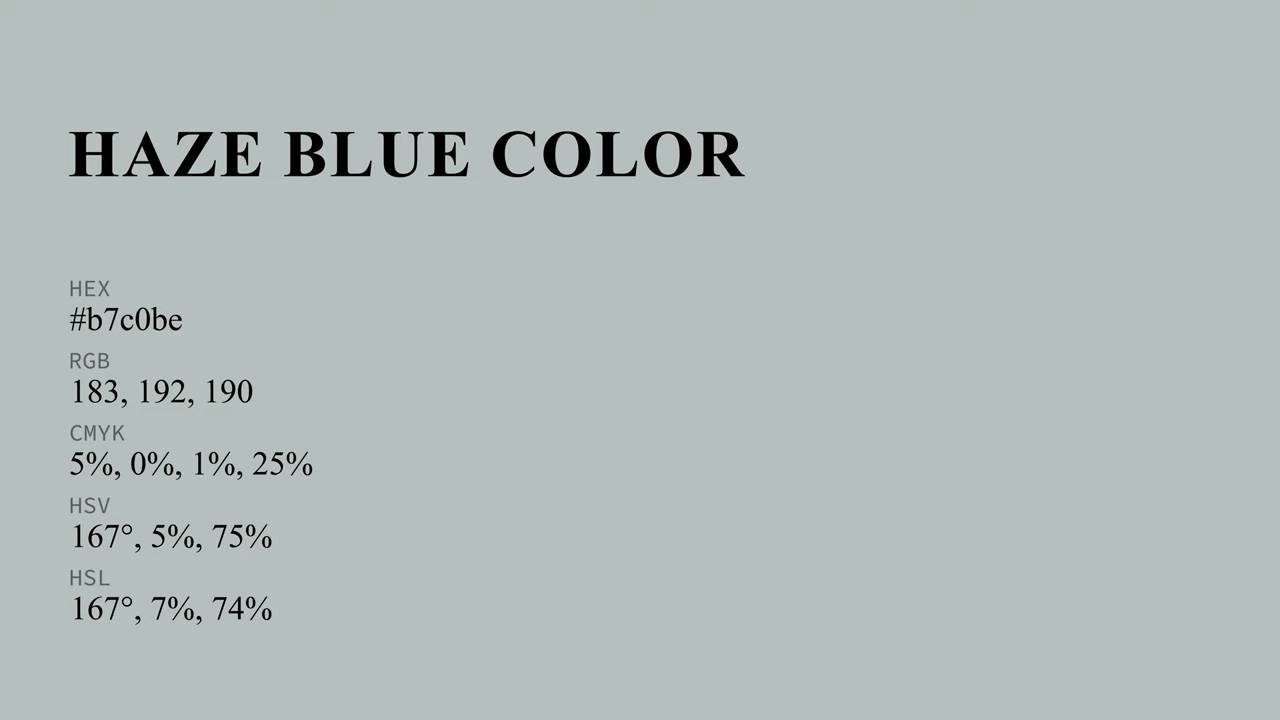 HAZE BLUE COLOR
HEX
#b7c0be
RGB
183, 192, 190
CMYK
5%, 0%, 1%, 25%
HSV
167°, 5%, 75%
HSL
167°, 7%, 74%